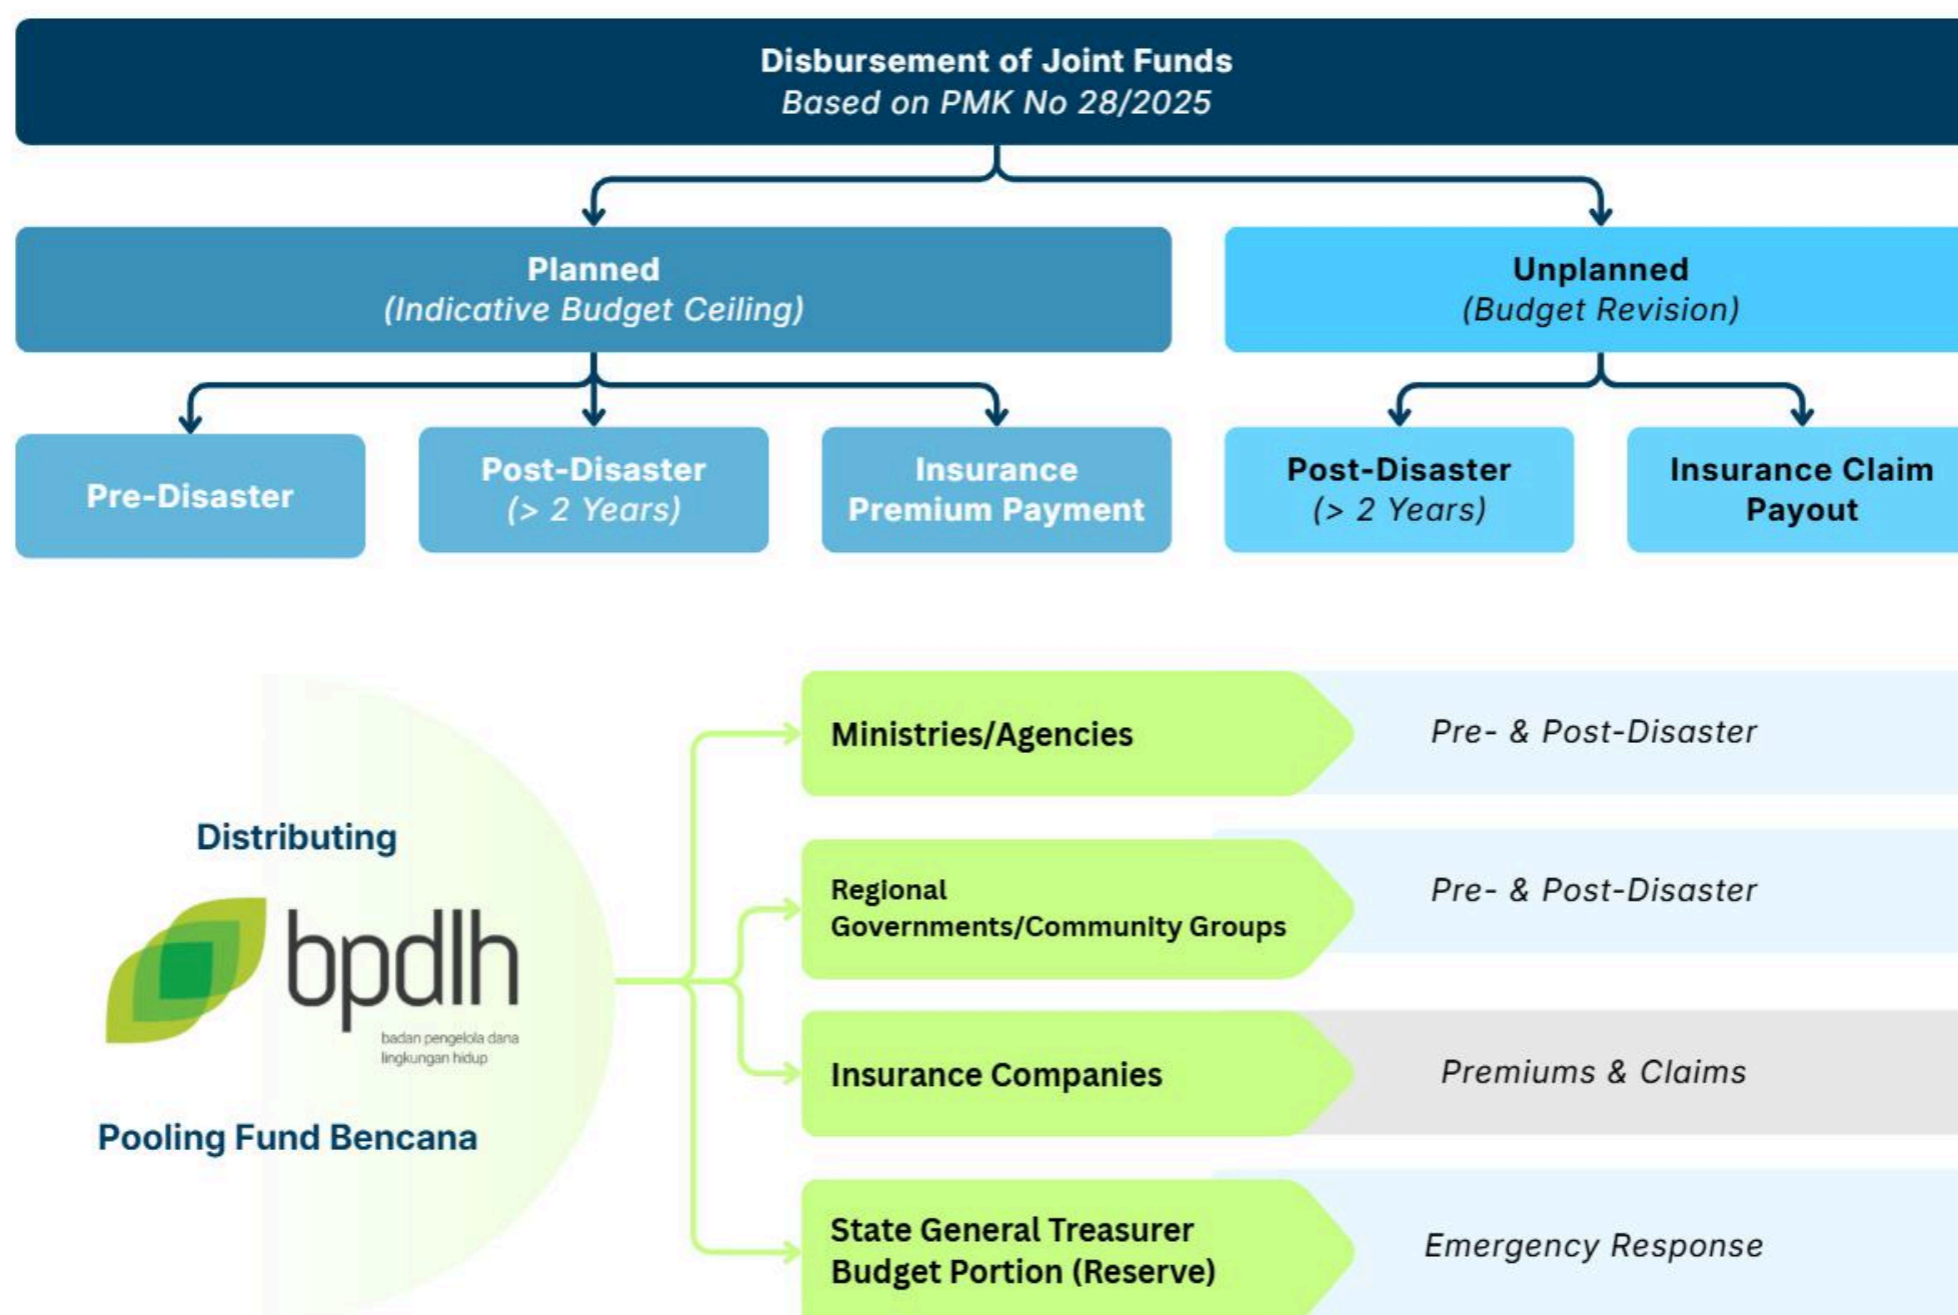 Disbursement of Joint Funds
Based on PMK No 28/2025
Planned
(Indicative Budget Ceiling)
Unplanned
(Budget Revision)
Pre-Disaster
Post-Disaster
(> 2 Years)
Insurance
Premium Payment
Post-Disaster
(> 2 Years)
Insurance Claim
Payout
Distributing
bpdlh
badan pengelola dana
lingkungan hidup
Pooling Fund Bencana
Ministries/Agencies
Pre- & Post-Disaster
Regional
Governments/Community Groups
Pre- & Post-Disaster
Insurance Companies
Premiums & Claims
State General Treasurer
Budget Portion (Reserve)
Emergency Response